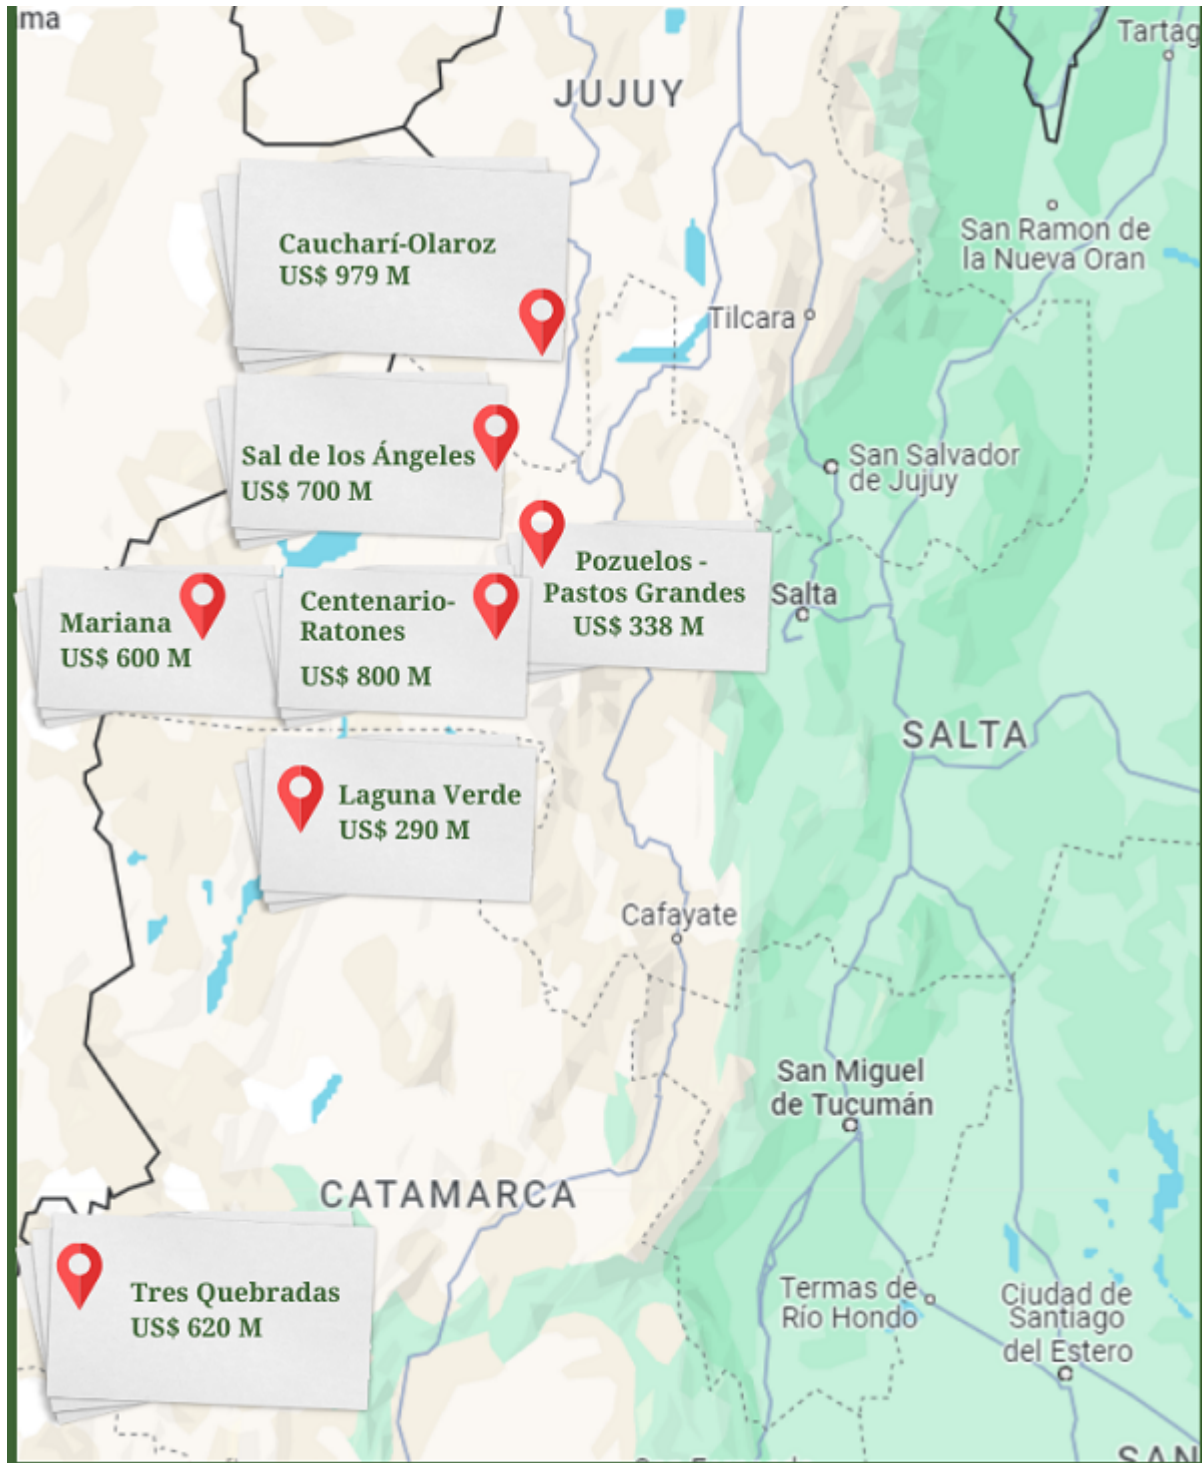 ma
Tartag
JUJUY
San Ramon de
la Nueva Oran
Caucharí-Olaroz
US$ 979 M
Tilcara
Sal de los Ángeles
US$ 700 M
San Salvador
de Jujuy
Pozuelos -
Pastos Grandes
US$ 338 M
Salta
Mariana
US$ 600 M
Centenario-
Ratones
US$ 800 M
SALTA
Laguna Verde
US$ 290 M
Cafayate
San Miguel
de Tucumán
CATAMARCA
Tres Quebradas
US$ 620 M
Termas de
Río Hondo
Ciudad de
Santiago
del Estero
SAN